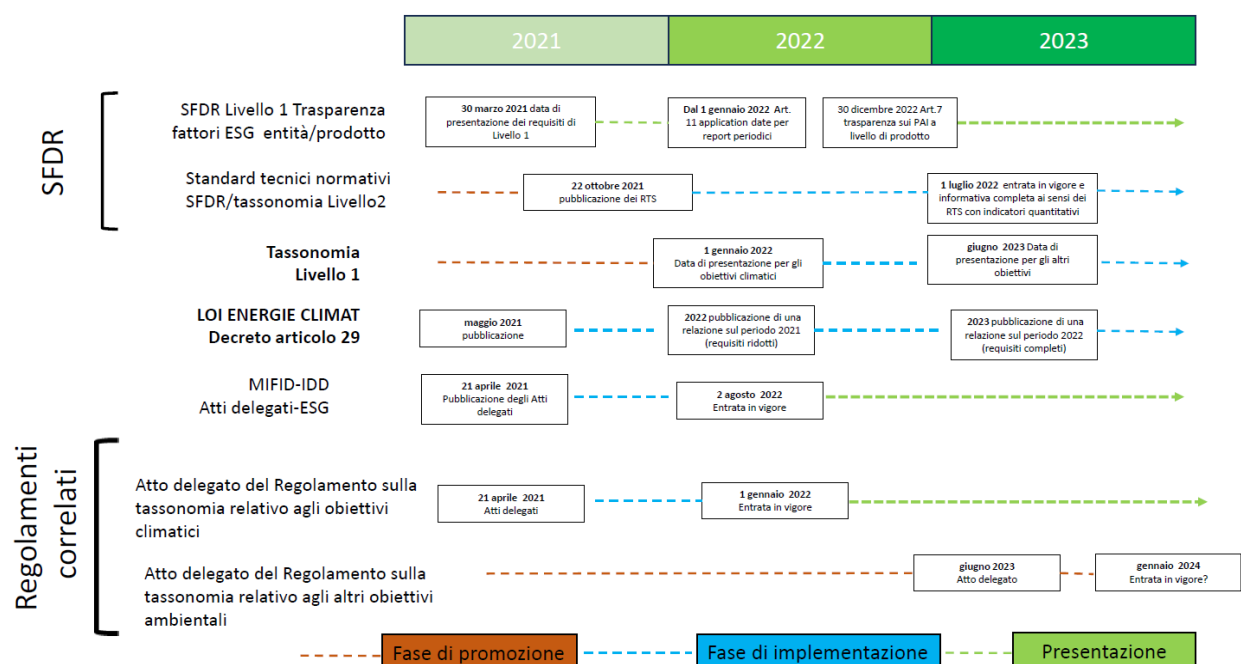 2021
2022
2023
SFDR
SFDR Livello 1 Trasparenza
fattori ESG entità/prodotto
30 marzo 2021 data di
presentazione dei requisiti di
Livello 1
Dal 1 gennaio 2022 Art.
11 application date per
report periodici
30 dicembre 2022 Art.7
trasparenza sui PAI a
livello di prodotto
Standard tecnici normativi
SFDR/tassonomia Livello2
22 ottobre 2021
pubblicazione dei RTS
1 luglio 2022 entrata in vigore e
informativa completa ai sensi dei
RTS con indicatori quantitativi
Tassonomia
Livello 1
1 gennaio 2022
Data di presentazione per gli
obiettivi climatici
giugno 2023 Data di
presentazione per gli altri
obiettivi
LOI ENERGIE CLIMAT
Decreto articolo 29
maggio 2021
pubblicazione
2022 pubblicazione di una
relazione sul periodo 2021
(requisiti ridotti)
2023 pubblicazione di una
relazione sul periodo 2022
(requisiti completi)
MIFID-IDD
Atti delegati-ESG
21 aprile 2021
Pubblicazione degli Atti
delegati
2 agosto 2022
Entrata in vigore
Regolamenti
correlati
Atto delegato del Regolamento sulla
tassonomia relativo agli obiettivi
climatici
21 aprile 2021
Atti delegati
1 gennaio 2022
Entrata in vigore
Atto delegato del Regolamento sulla
tassonomia relativo agli altri obiettivi
ambientali
giugno 2023
Atto delegato
gennaio 2024
Entrata in vigore?
Fase di promozione
Fase di implementazione
Presentazione